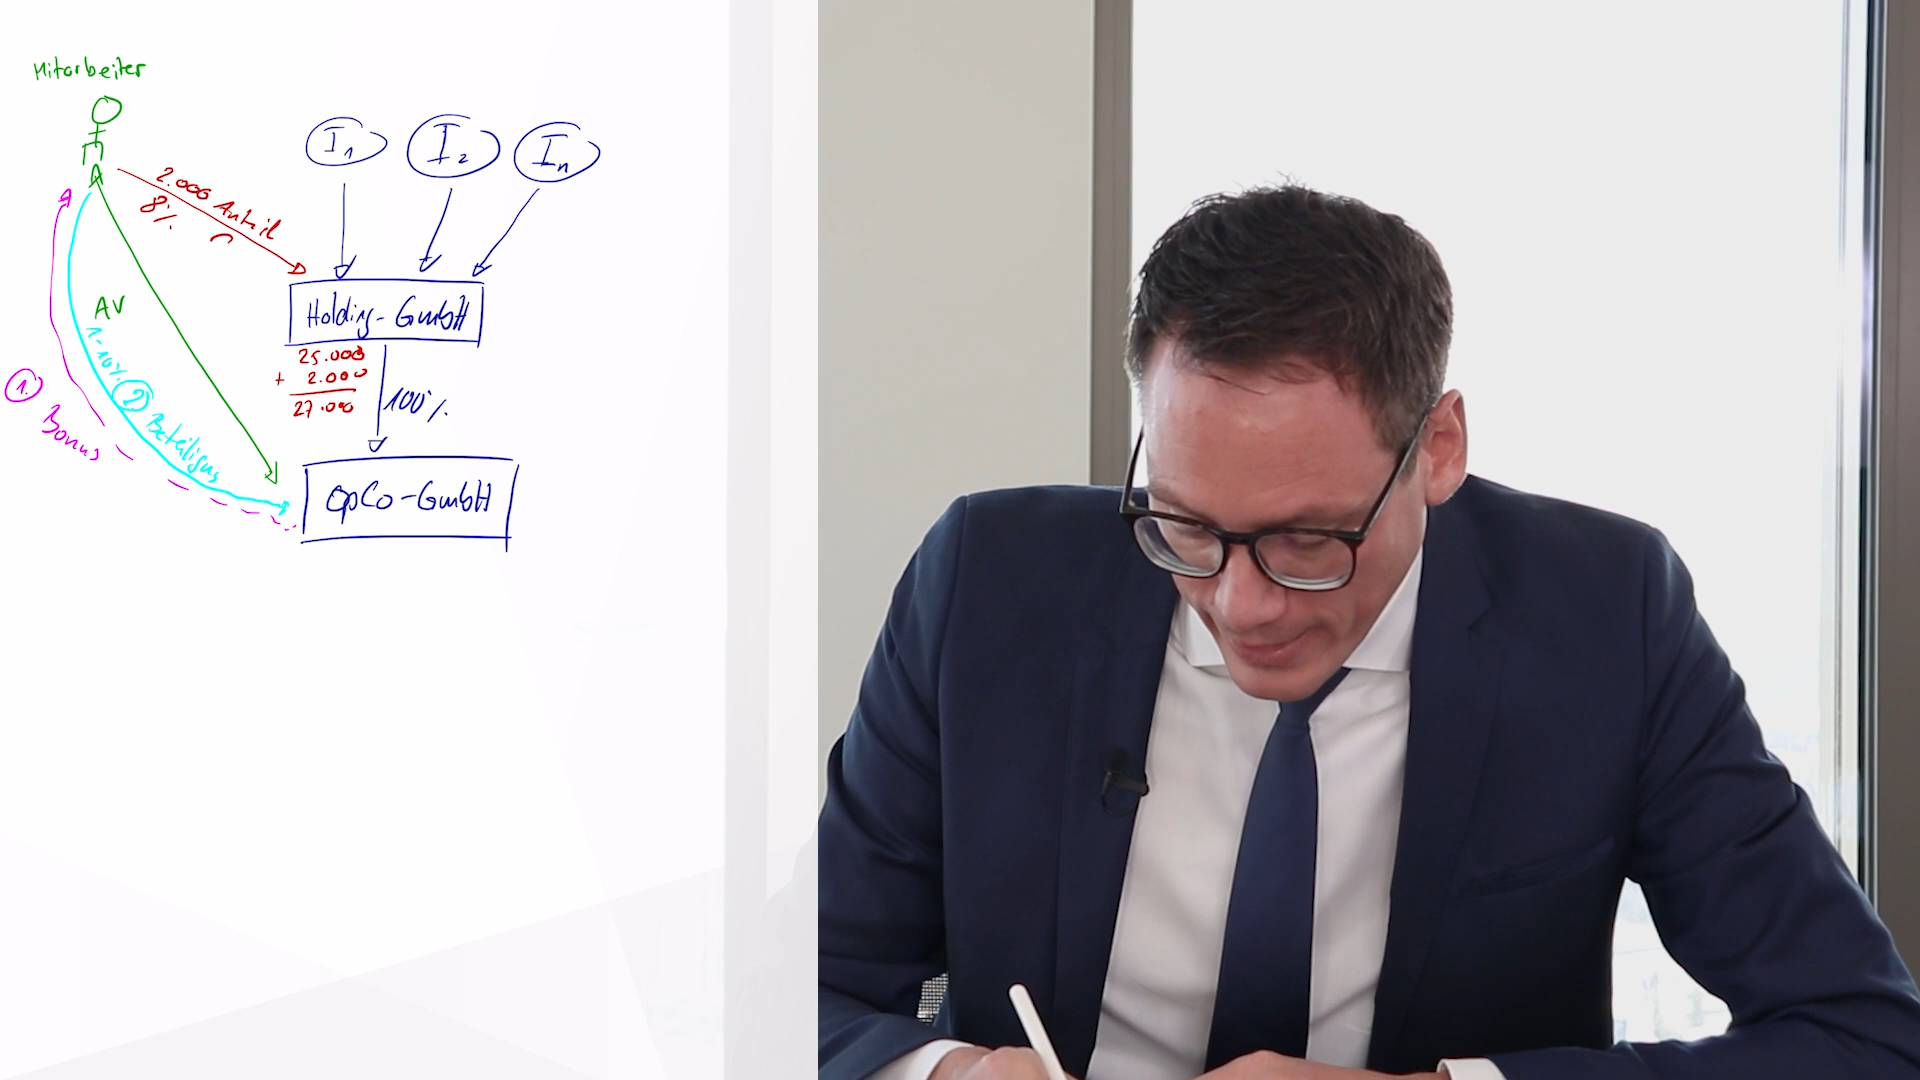 Mitarbeiter
I1 I2 In
2.000 Anteil
8%
AV
Holding-GmbH
25.000
+ 2.000
27.000
100%
1-10%
1. Bonus
2 Beteiligung
OpCo-GmbH